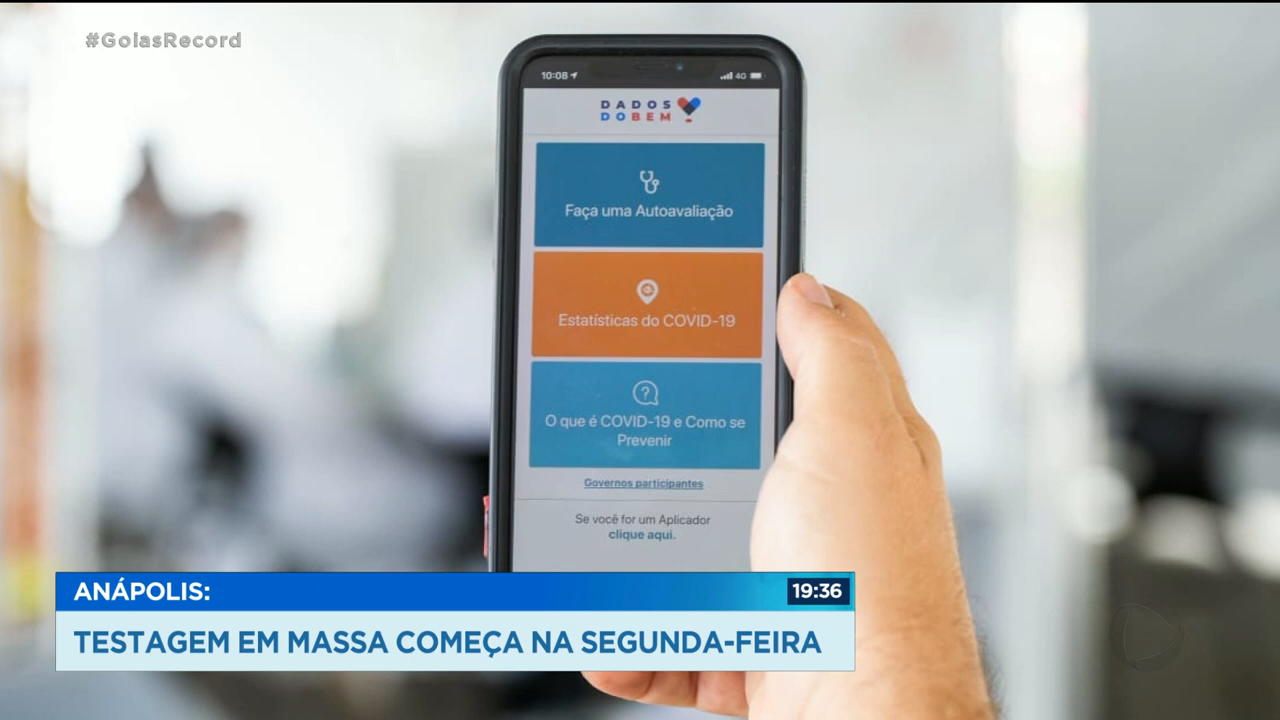 #GoiasRecord
10:08
4G
DADOS
DO BEM
Faça uma Autoavaliação
Estatísticas do COVID-19
O que é COVID-19 e Como se
Prevenir
Governos participantes
Se você for um Aplicador
clique aqui.
ANÁPOLIS:
19:36
TESTAGEM EM MASSA COMEÇA NA SEGUNDA-FEIRA